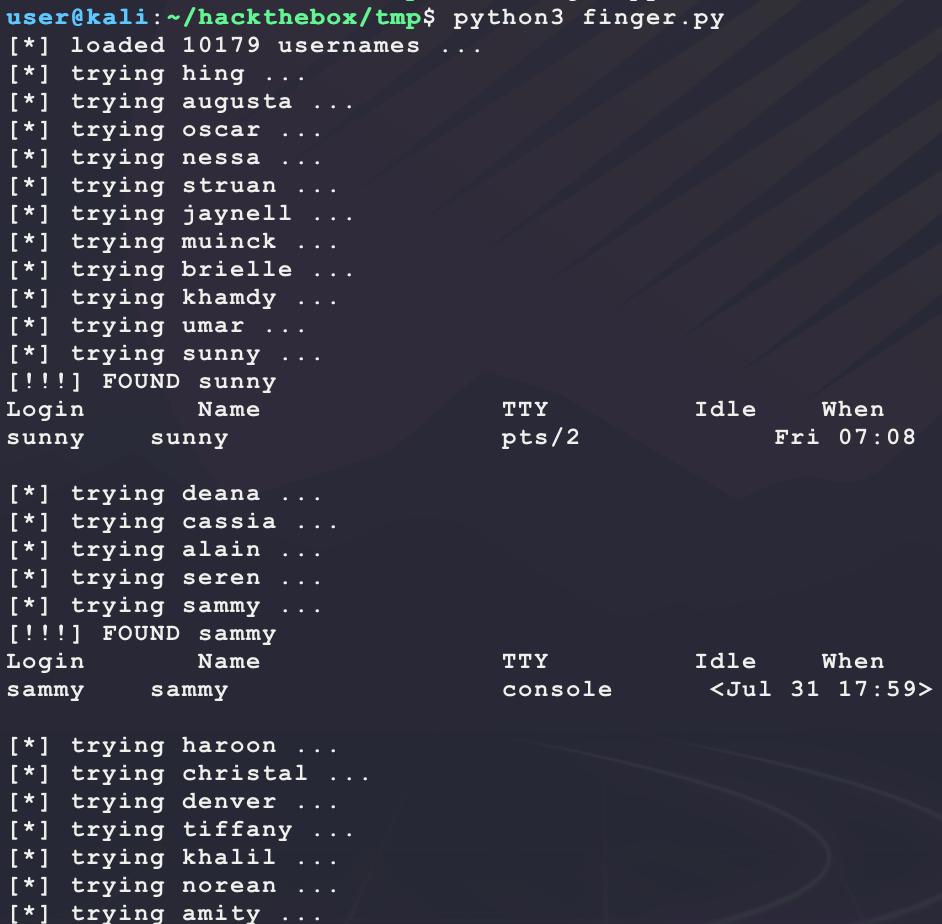 user@kali:~/hackthebox/tmp$ python3 finger.py
[*] loaded 10179 usernames ...
[*] trying hing ...
[*] trying augusta ...
[*] trying oscar ...
[*] trying nessa ...
[*] trying struan ...
[*] trying jaynell ...
[*] trying muinck ...
[*] trying brielle ...
[*] trying khamdy ...
[*] trying umar ...
[*] trying sunny ...
[!!!] FOUND sunny
Login       Name               TTY         Idle    When
sunny    sunny                 pts/2            Fri 07:08
[*] trying deana ...
[*] trying cassia ...
[*] trying alain ...
[*] trying seren ...
[*] trying sammy ...
[!!!] FOUND sammy
Login       Name               TTY         Idle    When
sammy    sammy                 console      <Jul 31 17:59>
[*] trying haroon ...
[*] trying christal ...
[*] trying denver ...
[*] trying tiffany ...
[*] trying khalil ...
[*] trying norean ...
[*] trying amity ...